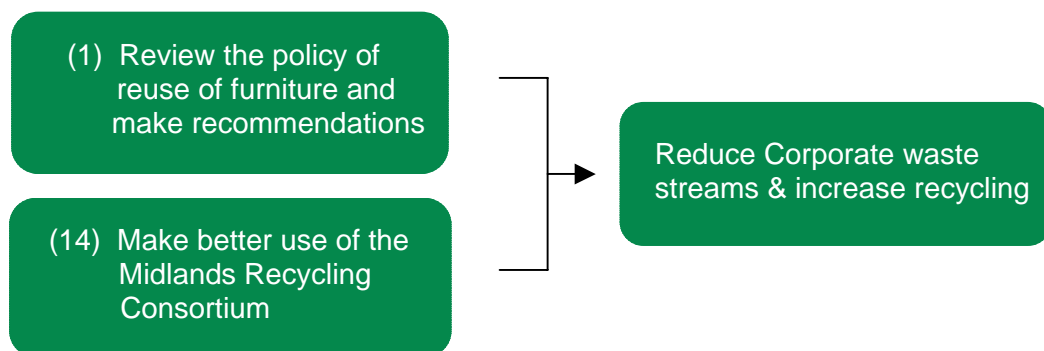 (1) Review the policy of
reuse of furniture and
make recommendations
(14) Make better use of the
Midlands Recycling
Consortium
Reduce Corporate waste
streams & increase recycling